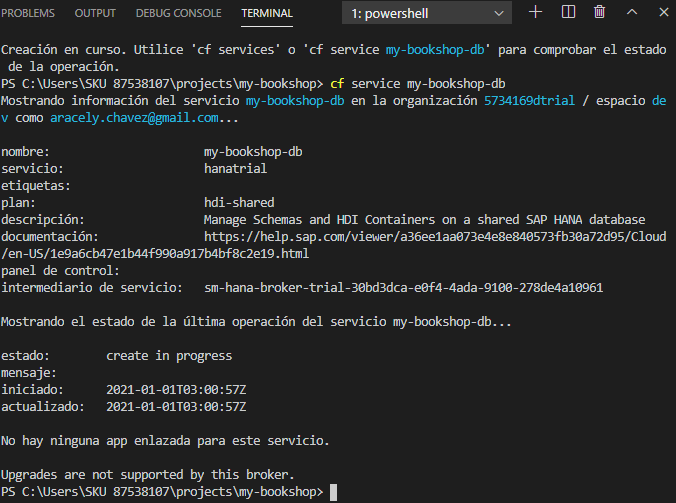 PROBLEMS OUTPUT DEBUG CONSOLE TERMINAL 1: powershell
Creación en curso. Utilice 'cf services' o 'cf service my-bookshop-db' para comprobar el estado
de la operación.
PS C:\Users\SKU 87538107\projects\my-bookshop> cf service my-bookshop-db
Mostrando información del servicio my-bookshop-db en la organización 5734169dtrial / espacio de
v como aracely.chavez@gmail.com...
nombre: my-bookshop-db
servicio: hanatrial
etiquetas:
plan: hdi-shared
descripción: Manage Schemas and HDI Containers on a shared SAP HANA database
documentación: https://help.sap.com/viewer/a36ee1aa073e4e8e840573fb30a72d95/Cloud
/en-US/1e9a6cb47e1b44f990a917b4bf8c2e19.html
panel de control:
intermediario de servicio: sm-hana-broker-trial-30bd3dca-e0f4-4ada-9100-278de4a10961
Mostrando el estado de la última operación del servicio my-bookshop-db...
estado: create in progress
mensaje:
iniciado: 2021-01-01T03:00:57Z
actualizado: 2021-01-01T03:00:57Z
No hay ninguna app enlazada para este servicio.
Upgrades are not supported by this broker.
PS C:\Users\SKU 87538107\projects\my-bookshop>